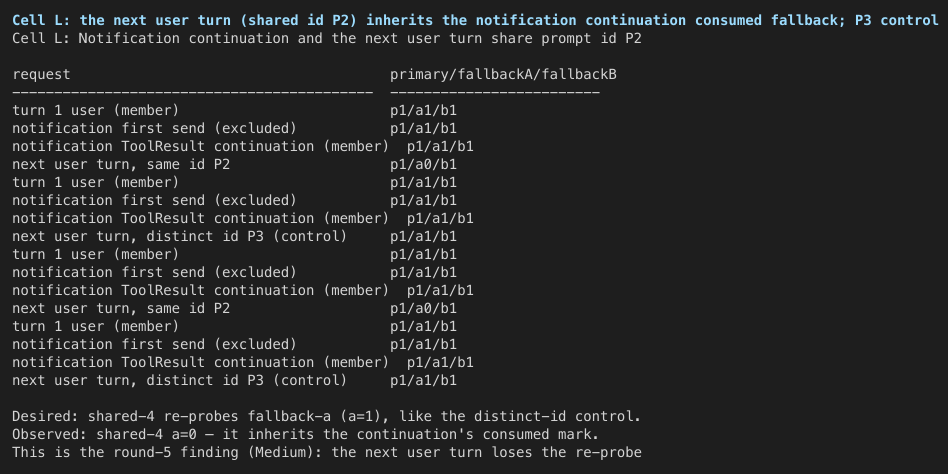 Cell L: the next user turn (shared id P2) inherits the notification continuation consumed fallback; P3 control
Cell L: Notification continuation and the next user turn share prompt id P2
request primary/fallbackA/fallbackB
------------------------------------------- -------------------------
turn 1 user (member) p1/a1/b1
notification first send (excluded) p1/a1/b1
notification ToolResult continuation (member) p1/a1/b1
next user turn, same id P2 p1/a0/b1
turn 1 user (member) p1/a1/b1
notification first send (excluded) p1/a1/b1
notification ToolResult continuation (member) p1/a1/b1
next user turn, distinct id P3 (control) p1/a1/b1
turn 1 user (member) p1/a1/b1
notification first send (excluded) p1/a1/b1
notification ToolResult continuation (member) p1/a1/b1
next user turn, same id P2 p1/a0/b1
turn 1 user (member) p1/a1/b1
notification first send (excluded) p1/a1/b1
notification ToolResult continuation (member) p1/a1/b1
next user turn, distinct id P3 (control) p1/a1/b1
Desired: shared-4 re-probes fallback-a (a=1), like the distinct-id control.
Observed: shared-4 a=0 — it inherits the continuation's consumed mark.
This is the round-5 finding (Medium): the next user turn loses the re-probe